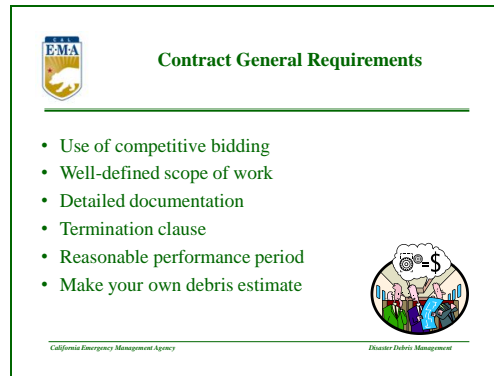 CAL
E·M·A
Contract General Requirements
• Use of competitive bidding
• Well-defined scope of work
• Detailed documentation
• Termination clause
• Reasonable performance period
• Make your own debris estimate
=$
California Emergency Management Agency
Disaster Debris Management